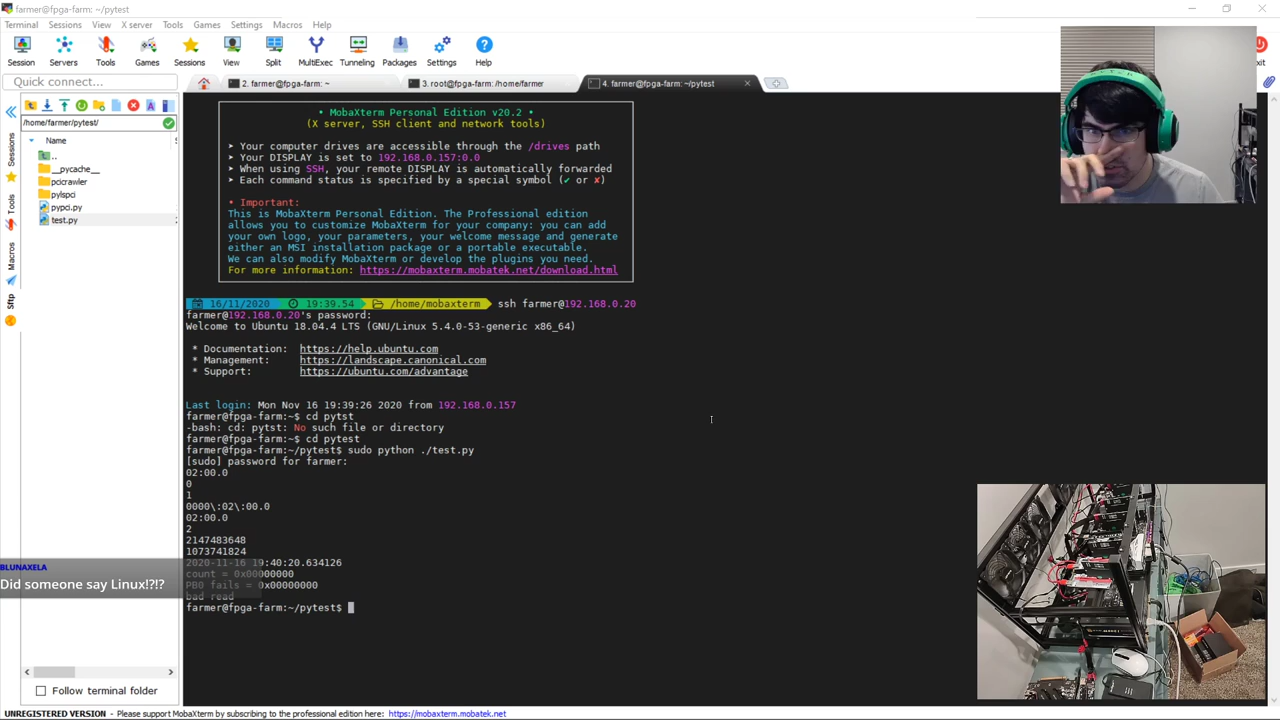 farmer@fpga-farm: ~/pytest
Terminal Sessions View X server Tools Games Settings Macros Help
Session Servers Tools Games Sessions View Split MultiExec Tunneling Packages Settings Help
xit
Quick connect...
2. farmer@fpga-farm: ~
3. root@fpga-farm: /home/farmer
4. farmer@fpga-farm: ~/pytest
/home/farmer/pytest/
Name
..
__pycache__
pcicrawler
pylspci
pypci.py
test.py
Sessions
Tools
Macros
Sftp
• MobaXterm Personal Edition v20.2 •
(X server, SSH client and network tools)
➤ Your computer drives are accessible through the /drives path
➤ Your DISPLAY is set to 192.168.0.157:0.0
➤ When using SSH, your remote DISPLAY is automatically forwarded
➤ Each command status is specified by a special symbol (✔ or ✘)
• Important:
This is MobaXterm Personal Edition. The Professional edition
allows you to customize MobaXterm for your company: you can add
your own logo, your parameters, your welcome message and generate
either an MSI installation package or a portable executable.
We can also modify MobaXterm or develop the plugins you need.
For more information: https://mobaxterm.mobatek.net/download.html
16/11/2020 19:39.54 /home/mobaxterm ssh farmer@192.168.0.20
farmer@192.168.0.20's password:
Welcome to Ubuntu 18.04.4 LTS (GNU/Linux 5.4.0-53-generic x86_64)
* Documentation: https://help.ubuntu.com
* Management: https://landscape.canonical.com
* Support: https://ubuntu.com/advantage
Last login: Mon Nov 16 19:39:26 2020 from 192.168.0.157
farmer@fpga-farm:~$ cd pytst
-bash: cd: pytst: No such file or directory
farmer@fpga-farm:~$ cd pytest
farmer@fpga-farm:~/pytest$ sudo python ./test.py
[sudo] password for farmer:
02:00.0
0
1
0000\:02\:00.0
02:00.0
2
2147483648
1073741824
2020-11-16 19:40:20.634126
count = 0x00000000
PB0 fails = 0x00000000
bad read
farmer@fpga-farm:~/pytest$
BLUNAXELA
Did someone say Linux!?!?
Follow terminal folder
UNREGISTERED VERSION - Please support MobaXterm by subscribing to the professional edition here: https://mobaxterm.mobatek.net